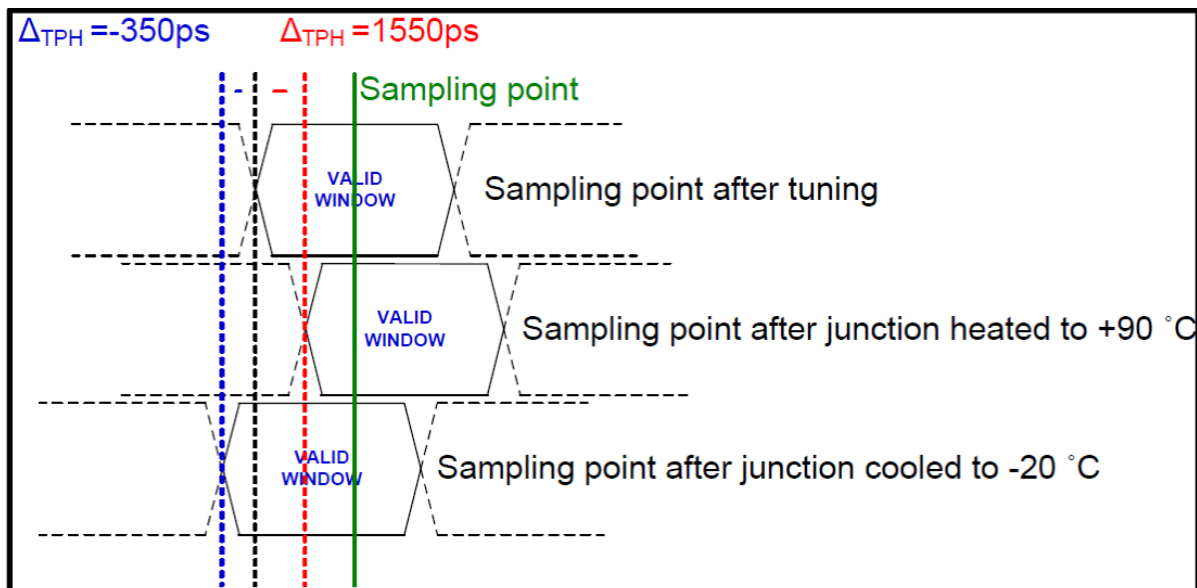 ΔTPH =-350ps
ΔTPH =1550ps
Sampling point
VALID
WINDOW
Sampling point after tuning
VALID
WINDOW
Sampling point after junction heated to +90 ˚C
VALID
WINDOW
Sampling point after junction cooled to -20 ˚C